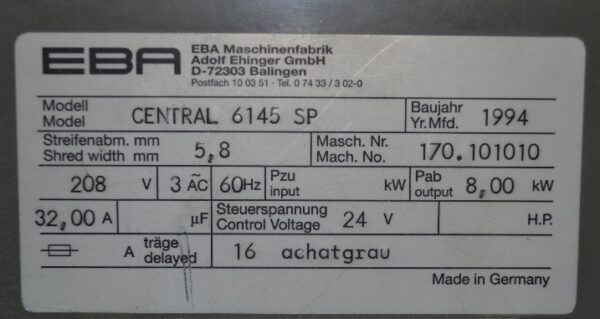 EBA
EBA Maschinenfabrik
Adolf Ehinger GmbH
D-72303 Balingen
Postfach 10 03 51 · Tel. 0 74 33 / 3 02-0
Modell
Model CENTRAL 6145 SP
Baujahr
Yr. Mfd. 1994
Streifenabm. mm
Shred width mm 5,8
Masch. Nr.
Mach. No. 170.101010
208 V 3 AC 60Hz
Pzu
input kW
Pab
output 8,00 kW
32,00 A µF
Steuerspannung
Control Voltage 24 V H.P.
A träge
delayed
16 achatgrau
Made in Germany